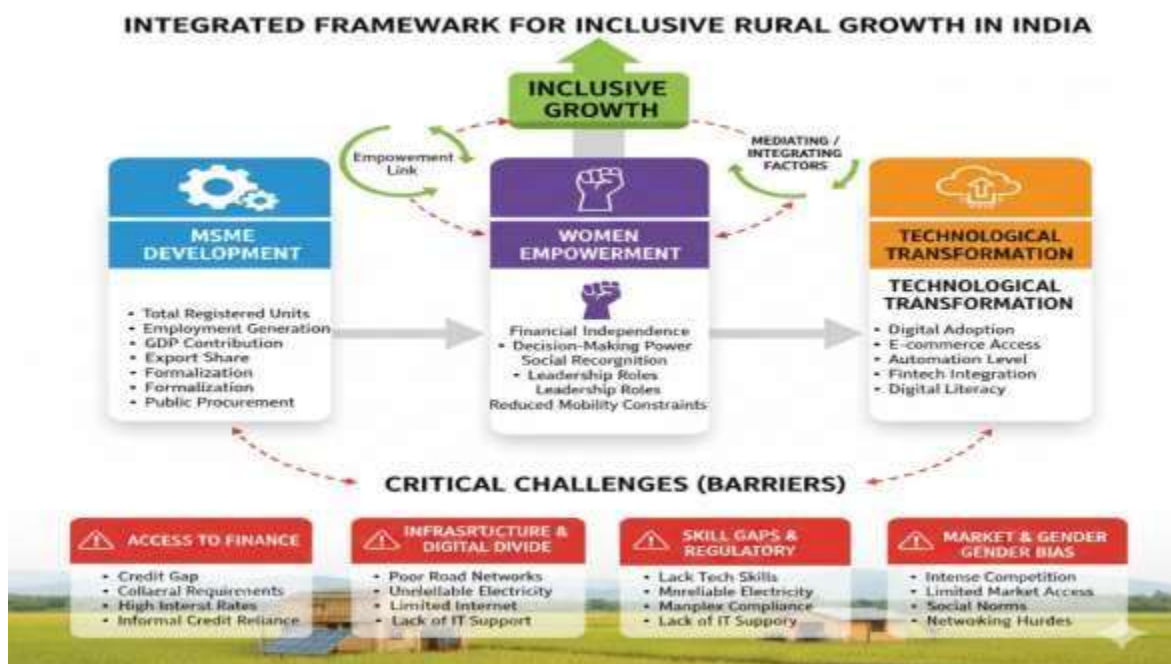 INTEGRATED FRAMEWARK FOR INCLUSIVE RURAL GROWTH IN INDIA
INCLUSIVE
GROWTH
Empowerment
Link
MEDIATING /
INTEGRATING
FACTORS
MSME
DEVELOPMENT
• Total Registered Units
• Employment Generation
• GDP Contribution
• Export Share
• Formalization
• Formalization
• Public Procurement
WOMEN
EMPOWERMENT
Financial Independence
• Decision-Making Power
Social Recorgnition
• Leadership Roles
Leadership Roles
Reduced Mobility Constraints
TECHNOLOGICAL
TRANSFORMATION
TECHNOLOGICAL
TRANSFORMATION
• Digital Adoption
• E-commerce Access
• Automation Level
• Fintech Integration
• Digital Literacy
CRITICAL CHALLENGES (BARRIERS)
ACCESS TO FINANCE
• Credit Gap
• Collaeral Requirements
• High Interst Rates
• Informal Credit Reliance
INFRASRTUCTURE &
DIGITAL DIVIDE
• Poor Road Networks
• Unrellellable Electricity
• Limited Internet
• Lack of IT Support
SKILL GAPS &
REGULATORY
• Lack Tech Skills
• Mnreliable Electricity
• Manplex Compliance
• Lack of IT Suppory
MARKET & GENDER
GENDER BIAS
• Intense Competition
• Limited Market Access
• Social Norms
• Networking Hurdes